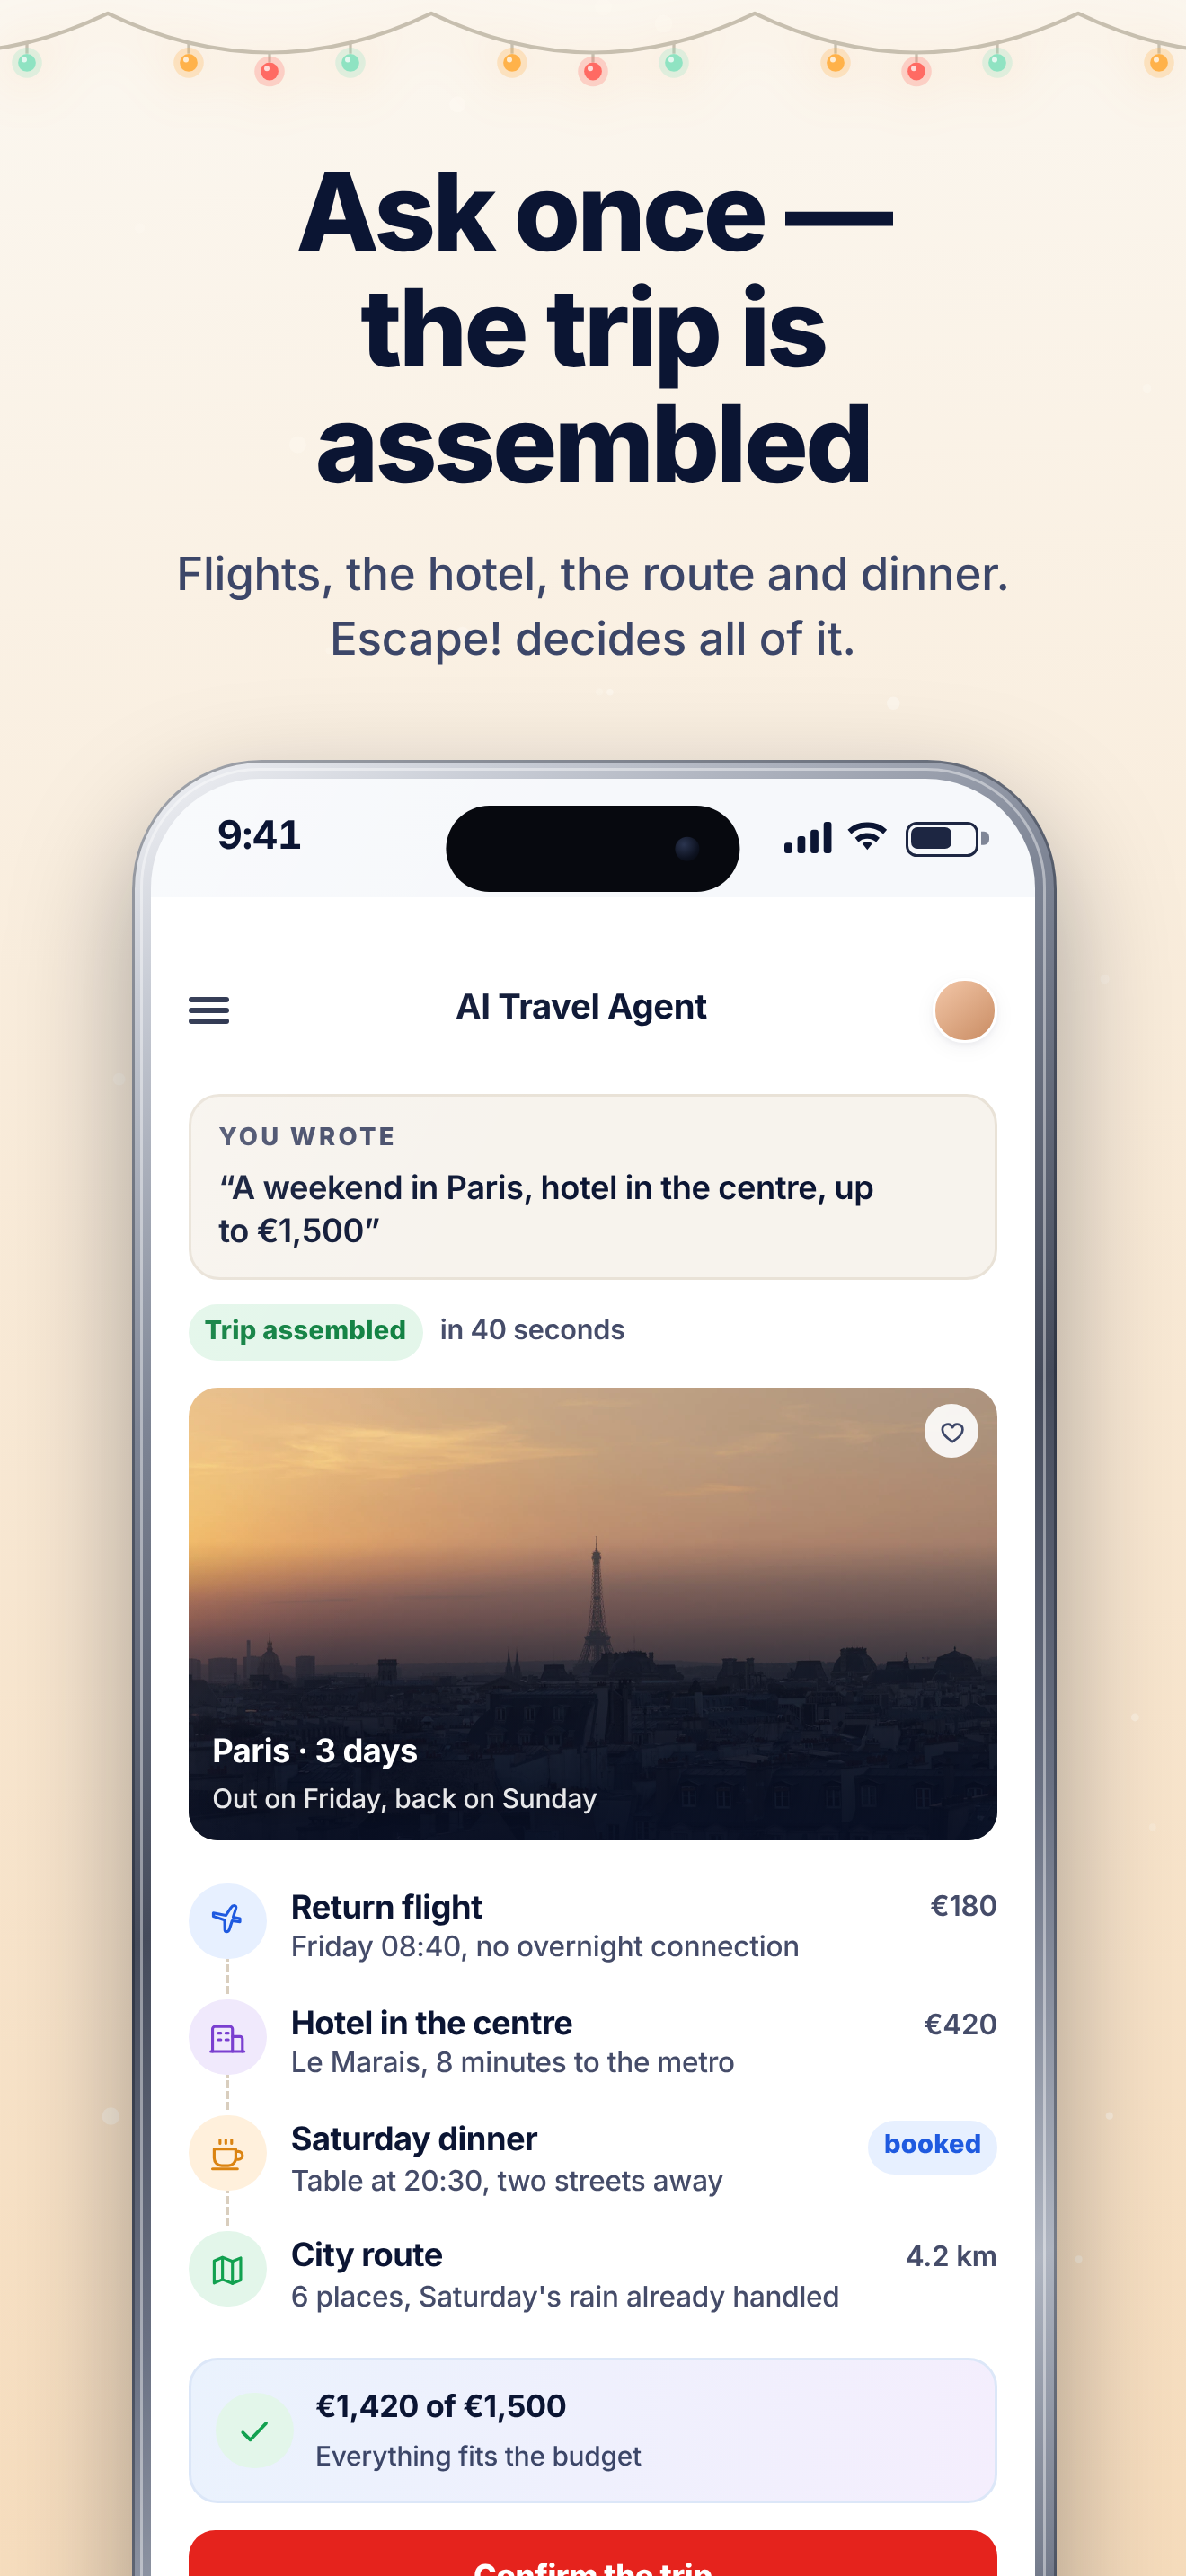 Ask once —
the trip is
assembled
Flights, the hotel, the route and dinner.
Escape! decides all of it.
9:41
AI Travel Agent
YOU WROTE
“A weekend in Paris, hotel in the centre, up
to €1,500”
Trip assembled in 40 seconds
Paris · 3 days
Out on Friday, back on Sunday
Return flight €180
Friday 08:40, no overnight connection
Hotel in the centre €420
Le Marais, 8 minutes to the metro
Saturday dinner booked
Table at 20:30, two streets away
City route 4.2 km
6 places, Saturday's rain already handled
€1,420 of €1,500
Everything fits the budget
Confirm the trip